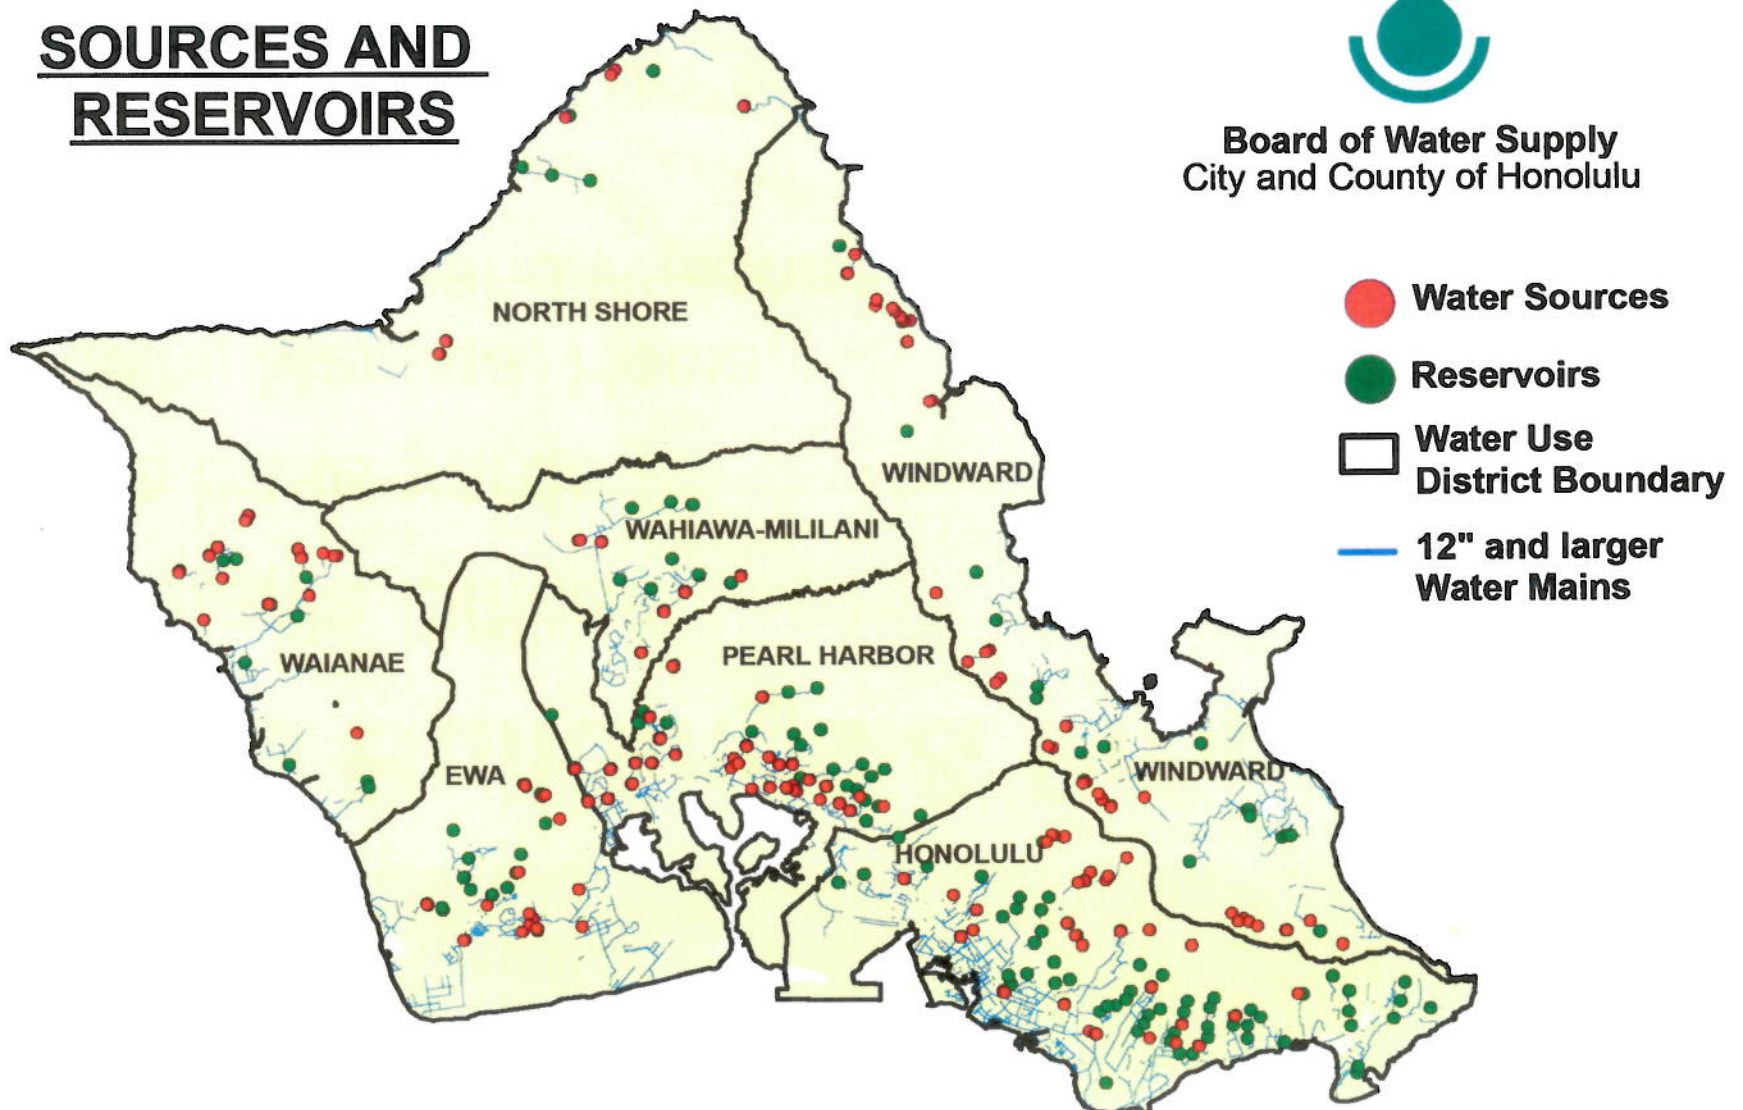 SOURCES AND
RESERVOIRS
Board of Water Supply
City and County of Honolulu
Water Sources
Reservoirs
Water Use
District Boundary
12" and larger
Water Mains
NORTH SHORE
WINDWARD
WAHIAWA-MILILANI
WAIANAE
PEARL HARBOR
EWA
WINDWARD
HONOLULU